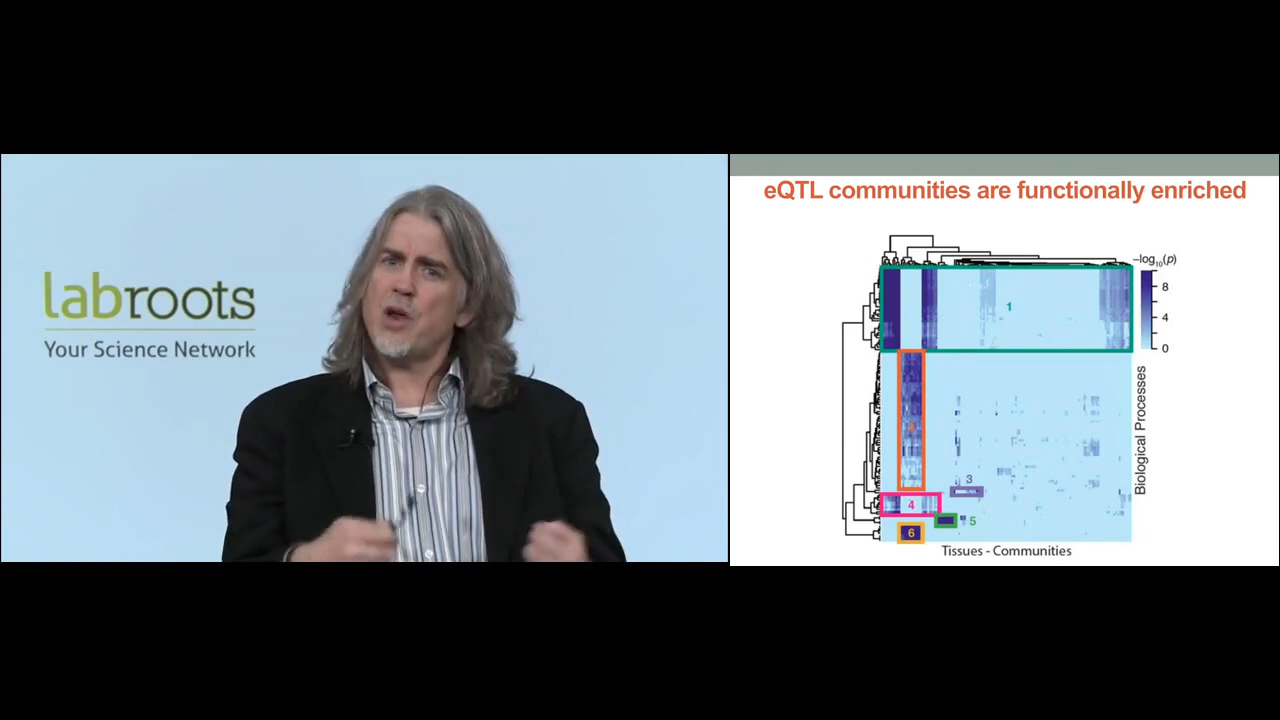 labroots
Your Science Network
eQTL communities are functionally enriched
−log10(p)
8
4
0
1
3
4
5
6
Biological Processes
Tissues - Communities